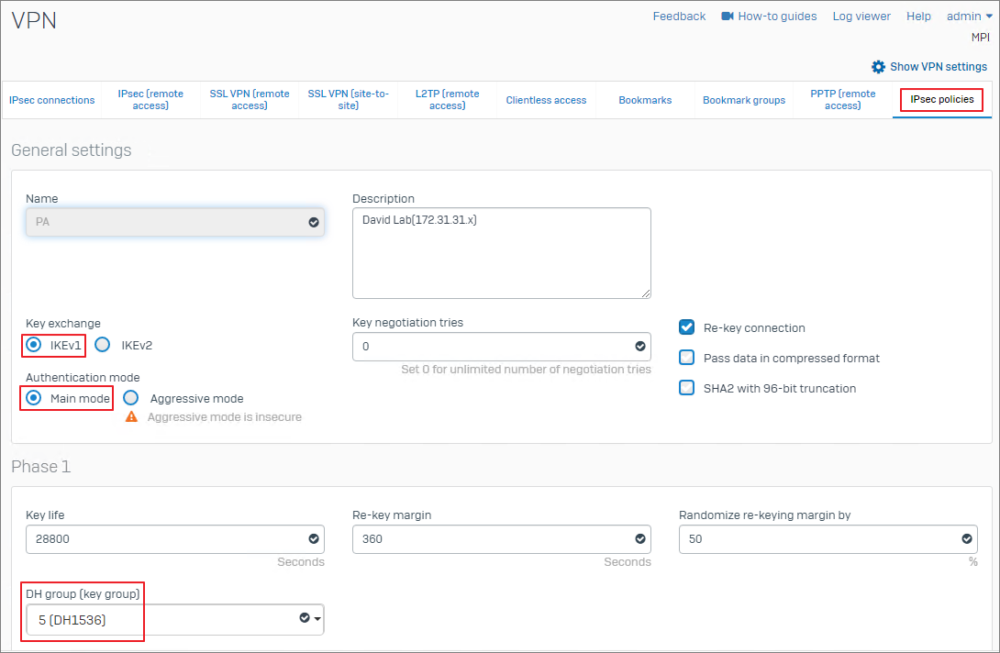 VPN
Feedback How-to guides Log viewer Help admin
MPI
Show VPN settings
IPsec connections
IPsec (remote
access)
SSL VPN (remote
access)
SSL VPN (site-to-
site)
L2TP (remote
access)
Clientless access
Bookmarks
Bookmark groups
PPTP (remote
access)
IPsec policies
General settings
Name
PA
Description
David Lab(172.31.31.x)
Key exchange
IKEv1 IKEv2
Authentication mode
Main mode Aggressive mode
Aggressive mode is insecure
Key negotiation tries
0
Set 0 for unlimited number of negotiation tries
Re-key connection
Pass data in compressed format
SHA2 with 96-bit truncation
Phase 1
Key life
28800
Seconds
Re-key margin
360
Seconds
Randomize re-keying margin by
50
%
DH group (key group)
5 (DH1536)